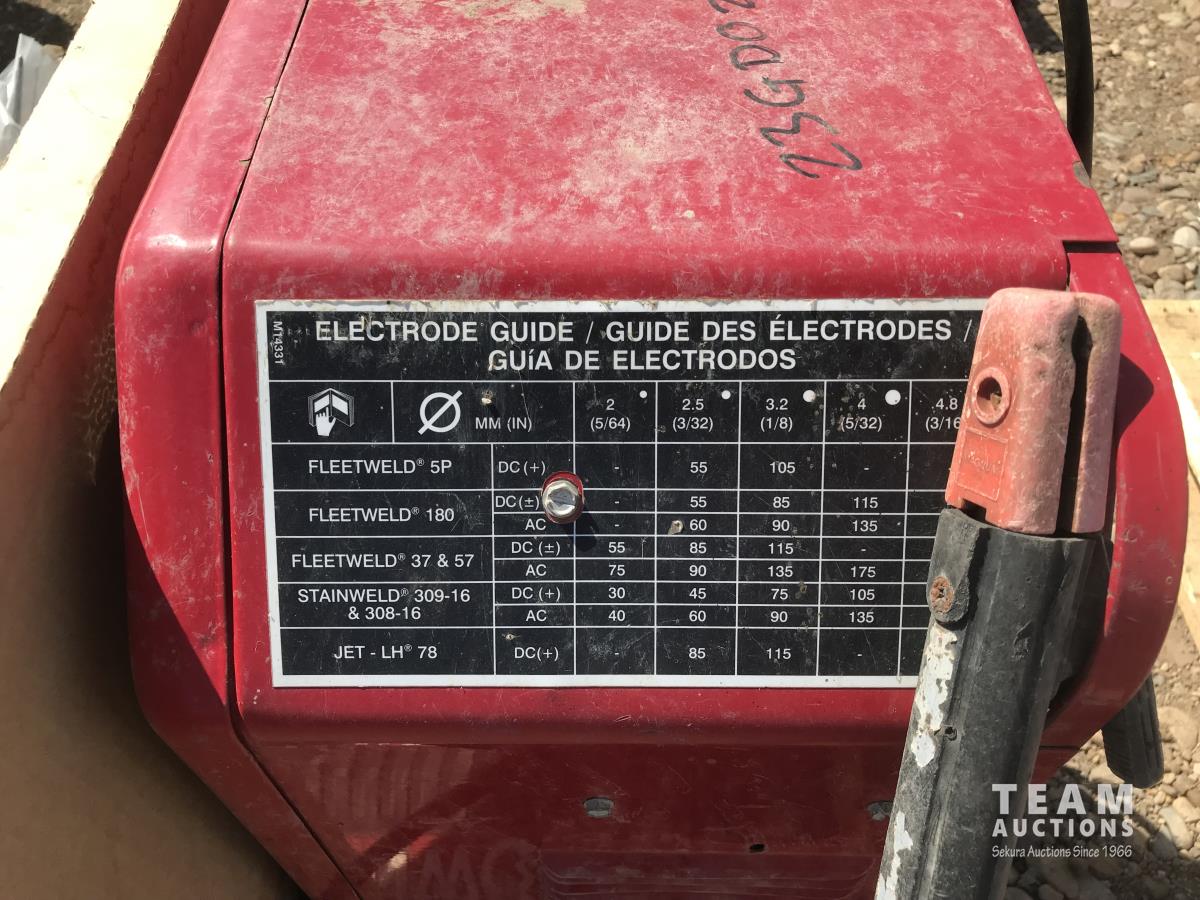 23GD02
MT4331
ELECTRODE GUIDE / GUIDE DES ÉLECTRODES /
GUíA DE ELECTRODOS
MM (IN) 2 (5/64) 2.5 (3/32) 3.2 (1/8) 4 (5/32) 4.8 (3/16
FLEETWELD® 5P DC (+) - 55 105 -
FLEETWELD® 180 DC (±) - 55 85 115
AC - 60 90 135
FLEETWELD® 37 & 57 DC (±) 55 85 115 -
AC 75 90 135 175
STAINWELD® 309-16 & 308-16 DC (+) 30 45 75 105
AC 40 60 90 135
JET - LH® 78 DC(+) - 85 115 -
TEAM
AUCTIONS
Sekura Auctions Since 1966